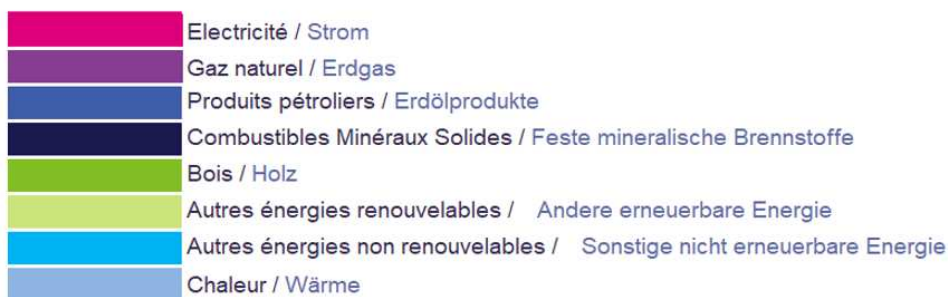 Electricité / Strom
Gaz naturel / Erdgas
Produits pétroliers / Erdölprodukte
Combustibles Minéraux Solides / Feste mineralische Brennstoffe
Bois / Holz
Autres énergies renouvelables / Andere erneuerbare Energie
Autres énergies non renouvelables / Sonstige nicht erneuerbare Energie
Chaleur / Wärme